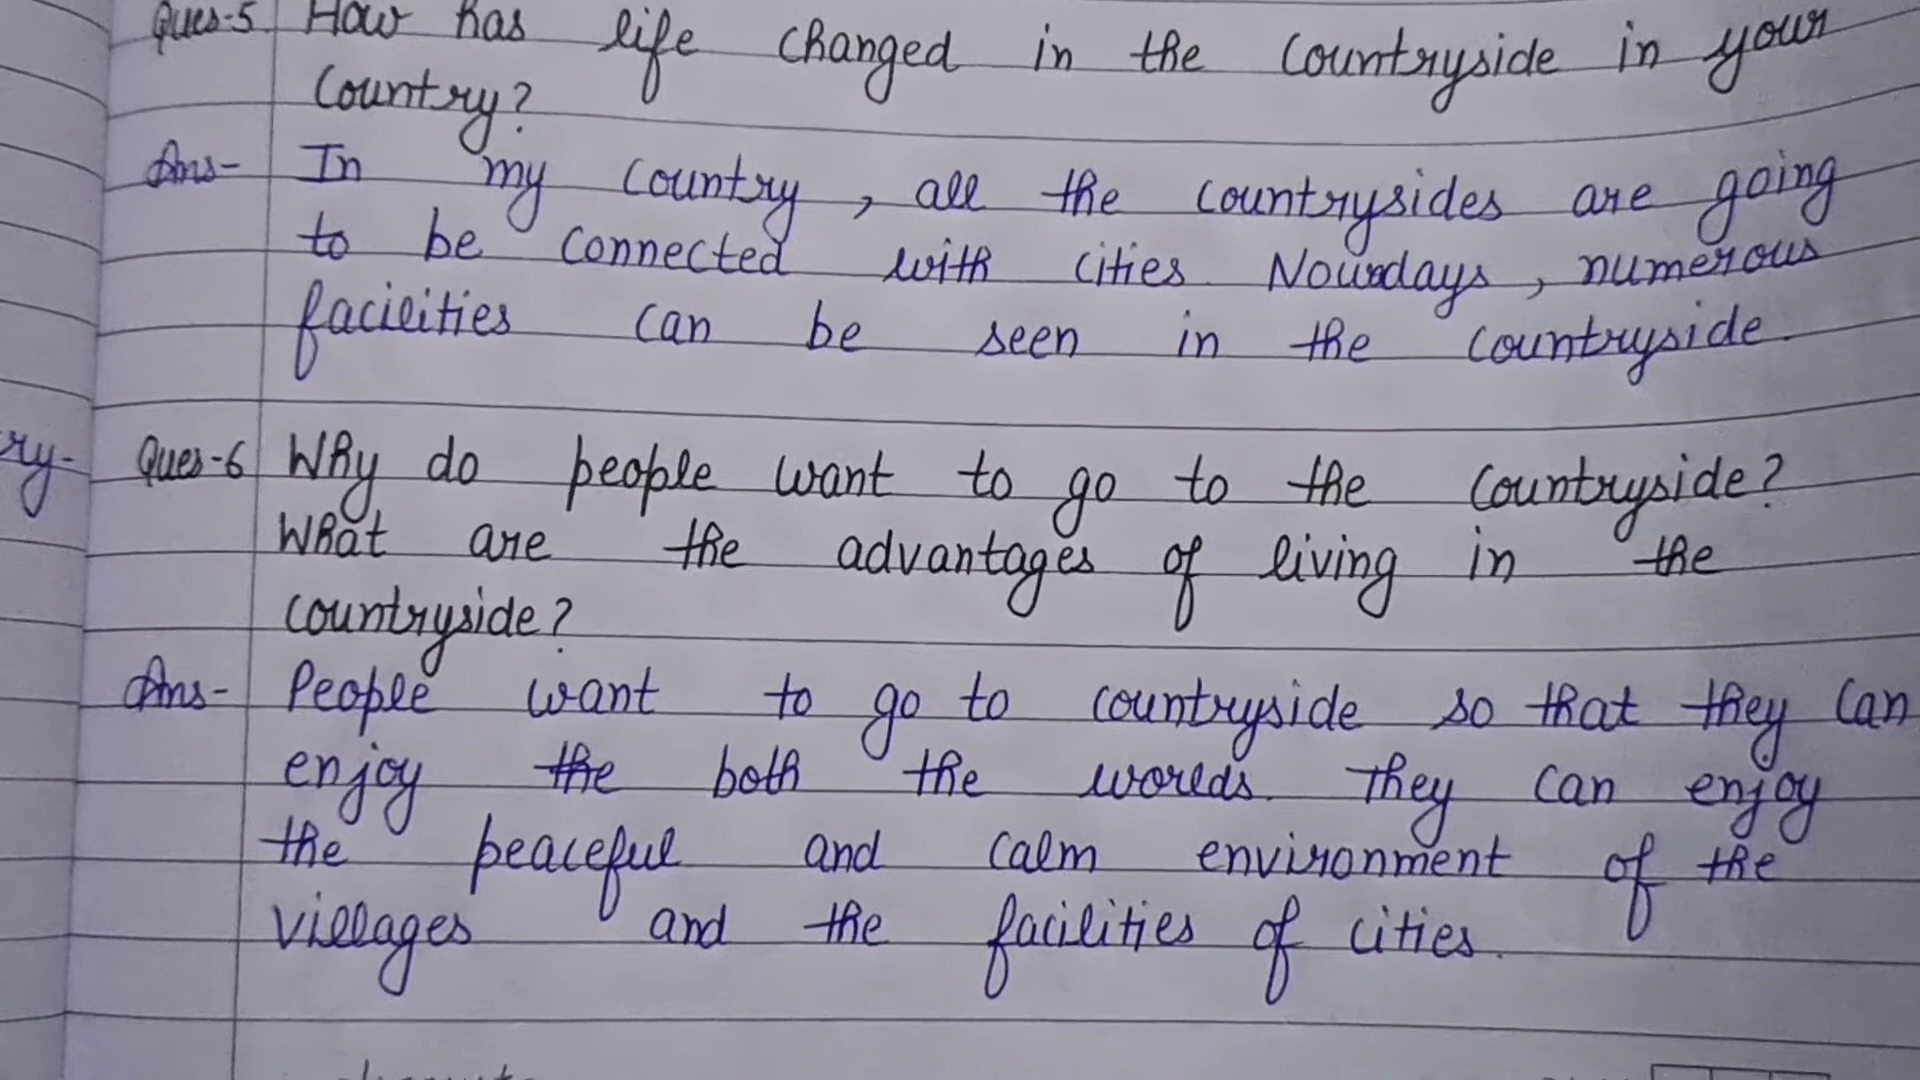 Ques-5 How has life changed in the countryside in your
country?
Ans- In my country, all the countrysides are going
to be connected with cities. Nowdays, numerous
facilities can be seen in the countryside.
ry-
Ques-6 Why do people want to go to the countryside?
What are the advantages of living in the
countryside?
Ans- People want to go to countryside so that they can
enjoy the both the worlds. They can enjoy
the peaceful and calm environment of the
villages and the facilities of cities.